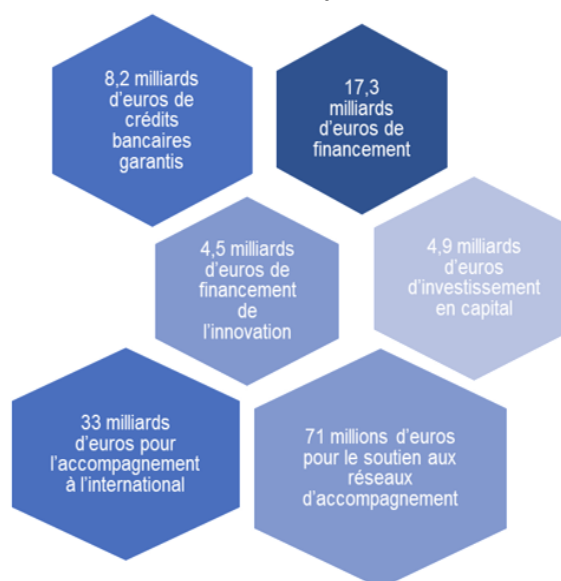 8,2 milliards
d'euros de
crédits
bancaires
garantis
17,3
milliards
d'euros de
financement
4,5 milliards
d'euros de
financement
de
l'innovation
4,9 milliards
d'euros
d'investissement
en capital
33 milliards
d'euros pour
l'accompagnement
à l'international
71 millions d'euros
pour le soutien aux
réseaux
d'accompagnement